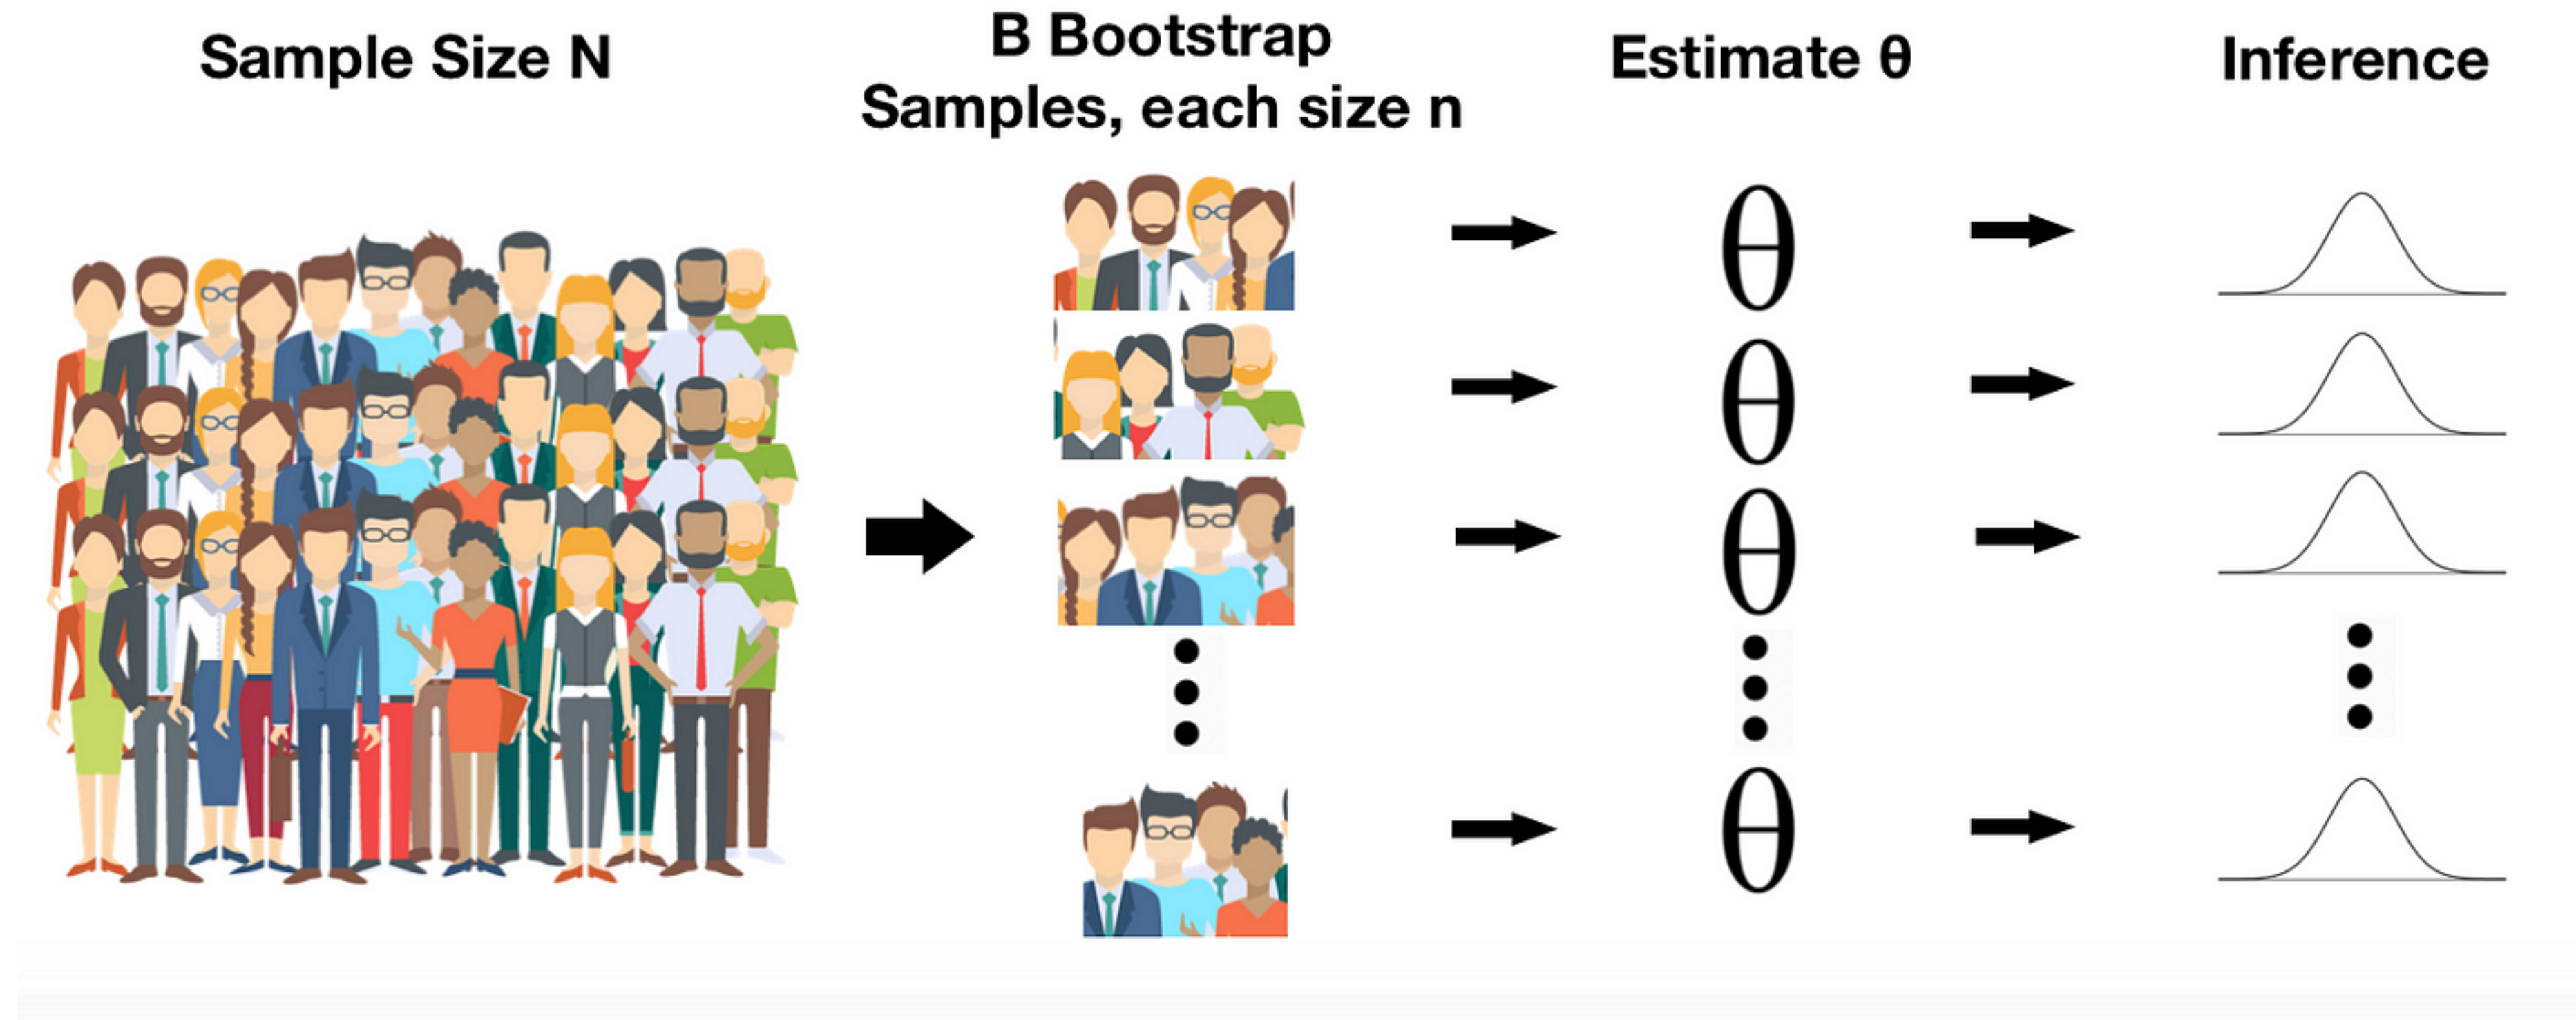 Sample Size N
B Bootstrap
Samples, each size n
Estimate θ
Inference
θ
θ
θ
θ